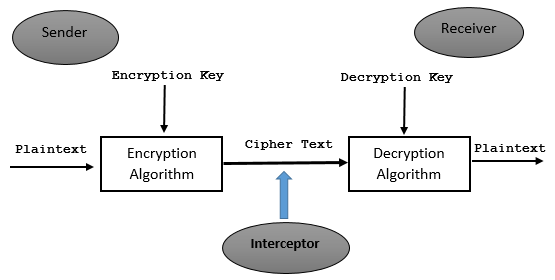 Sender
Receiver
Encryption Key
Decryption Key
Plaintext
Encryption
Algorithm
Cipher Text
Decryption
Algorithm
Plaintext
Interceptor